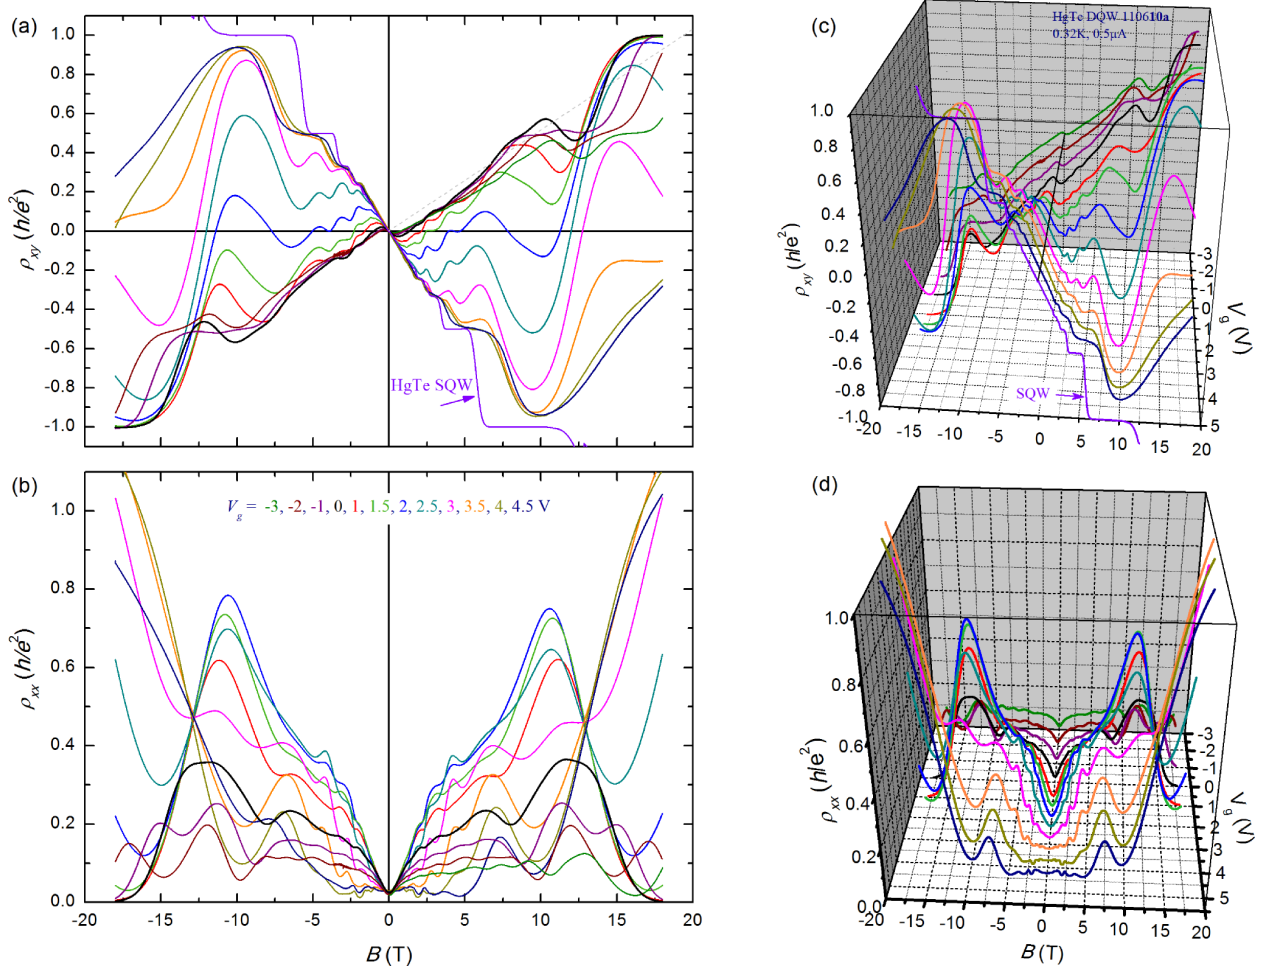 (a)
1.0
0.8
0.6
0.4
0.2
0.0
-0.2
-0.4
-0.6
-0.8
-1.0
ρxy (h/e²)
HgTe SQW
(b)
Vg = -3, -2, -1, 0, 1, 1.5, 2, 2.5, 3, 3.5, 4, 4.5 V
1.0
0.8
0.6
0.4
0.2
0.0
ρxx (h/e²)
-20 -15 -10 -5 0 5 10 15 20
B (T)
(c)
HgTe DQW 110610a
0.32K, 0.5μA
1.0
0.8
0.6
0.4
0.2
0.0
-0.2
-0.4
-0.6
-0.8
-1.0
ρxy (h/e²)
SQW
-20 -15 -10 -5 0 5 10 15 20
-3
-2
-1
0
1
2
3
4
5
Vg (V)
(d)
1.0
0.8
0.6
0.4
0.2
0.0
ρxx (h/e²)
-20 -15 -10 -5 0 5 10 15 20
B (T)
-3
-2
-1
0
1
2
3
4
5
Vg (V)